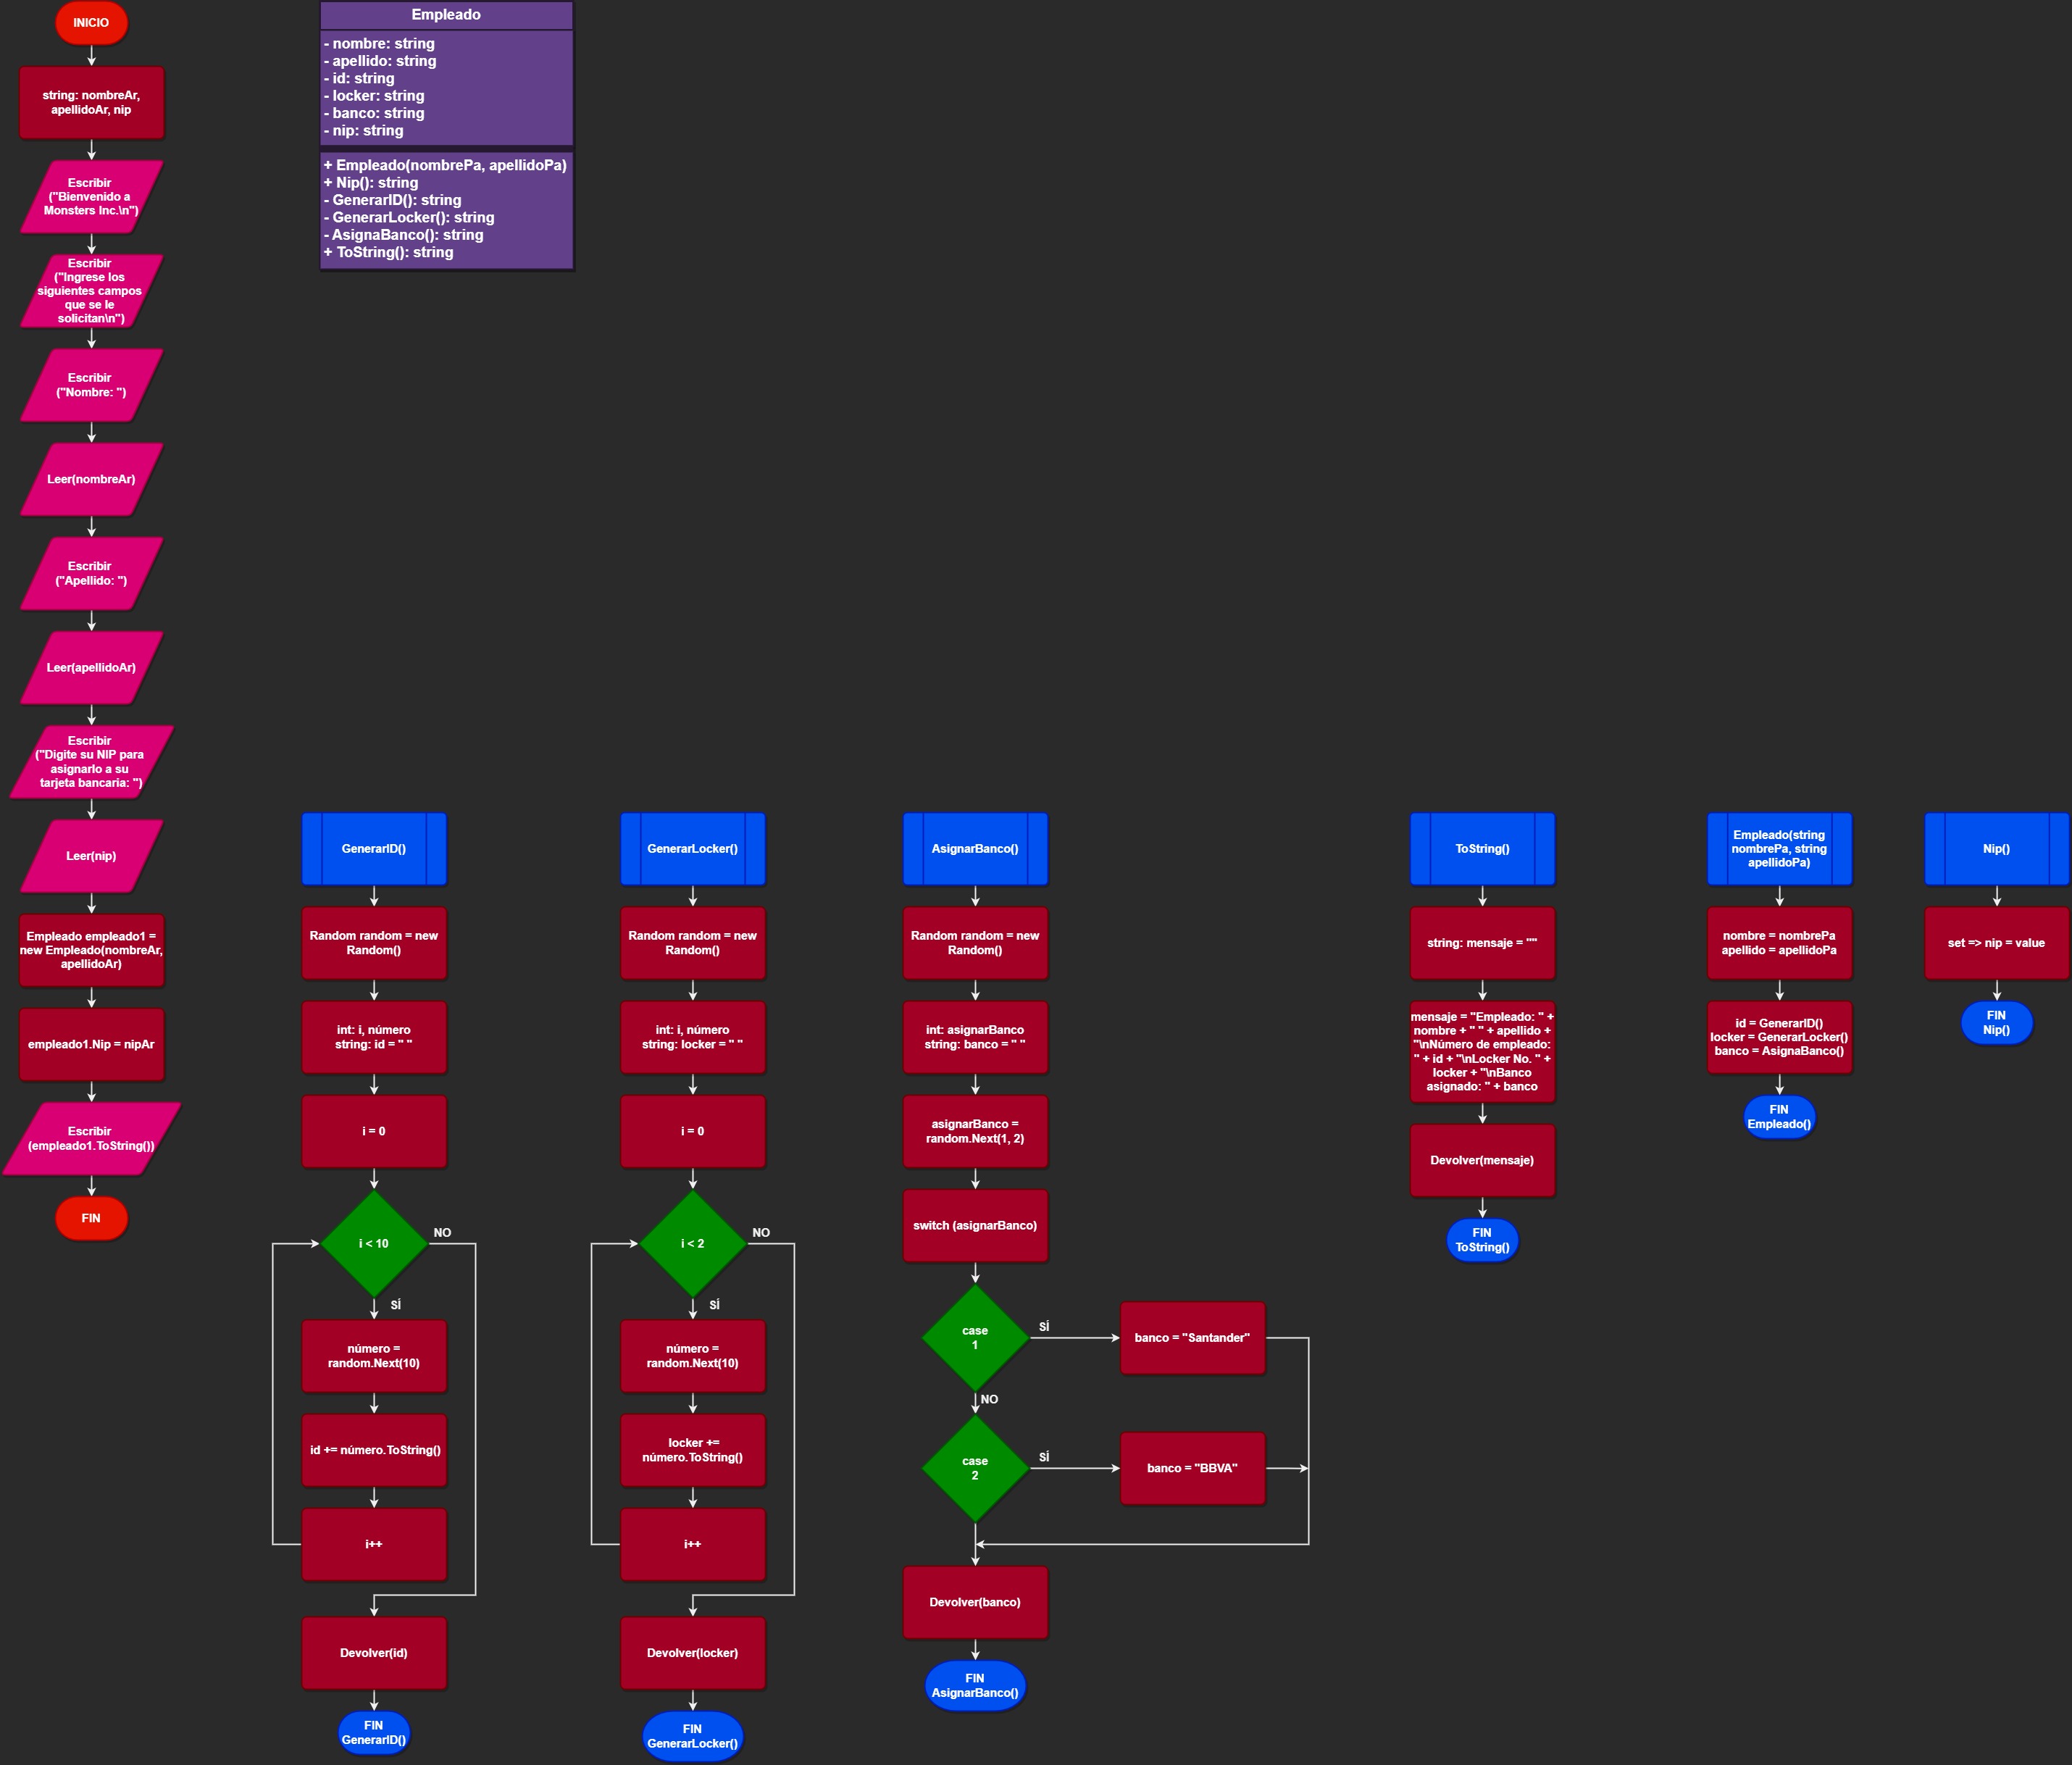 INICIO
string: nombreAr,
apellidoAr, nip
Escribir
("Bienvenido a
Monsters Inc.\n")
Escribir
("Ingrese los
siguientes campos
que se le
solicitan\n")
Escribir
("Nombre: ")
Leer(nombreAr)
Escribir
("Apellido: ")
Leer(apellidoAr)
Escribir
("Digite su NIP para
asignarlo a su
tarjeta bancaria: ")
Leer(nip)
Empleado empleado1 =
new Empleado(nombreAr,
apellidoAr)
empleado1.Nip = nipAr
Escribir
(empleado1.ToString())
FIN
Empleado
- nombre: string
- apellido: string
- id: string
- locker: string
- banco: string
- nip: string
+ Empleado(nombrePa, apellidoPa)
+ Nip(): string
- GenerarID(): string
- GenerarLocker(): string
- AsignaBanco(): string
+ ToString(): string
GenerarID()
Random random = new
Random()
int: i, número
string: id = " "
i = 0
i < 10
NO
SÍ
número =
random.Next(10)
id += número.ToString()
i++
Devolver(id)
FIN
GenerarID()
GenerarLocker()
Random random = new
Random()
int: i, número
string: locker = " "
i = 0
i < 2
NO
SÍ
número =
random.Next(10)
locker +=
número.ToString()
i++
Devolver(locker)
FIN
GenerarLocker()
AsignarBanco()
Random random = new
Random()
int: asignarBanco
string: banco = " "
asignarBanco =
random.Next(1, 2)
switch (asignarBanco)
case
1
SÍ
banco = "Santander"
NO
case
2
SÍ
banco = "BBVA"
Devolver(banco)
FIN
AsignarBanco()
ToString()
string: mensaje = ""
mensaje = "Empleado: " +
nombre + " " + apellido +
"\nNúmero de empleado:
" + id + "\nLocker No. " +
locker + "\nBanco
asignado: " + banco
Devolver(mensaje)
FIN
ToString()
Empleado(string
nombrePa, string
apellidoPa)
nombre = nombrePa
apellido = apellidoPa
id = GenerarID()
locker = GenerarLocker()
banco = AsignaBanco()
FIN
Empleado()
Nip()
set => nip = value
FIN
Nip()